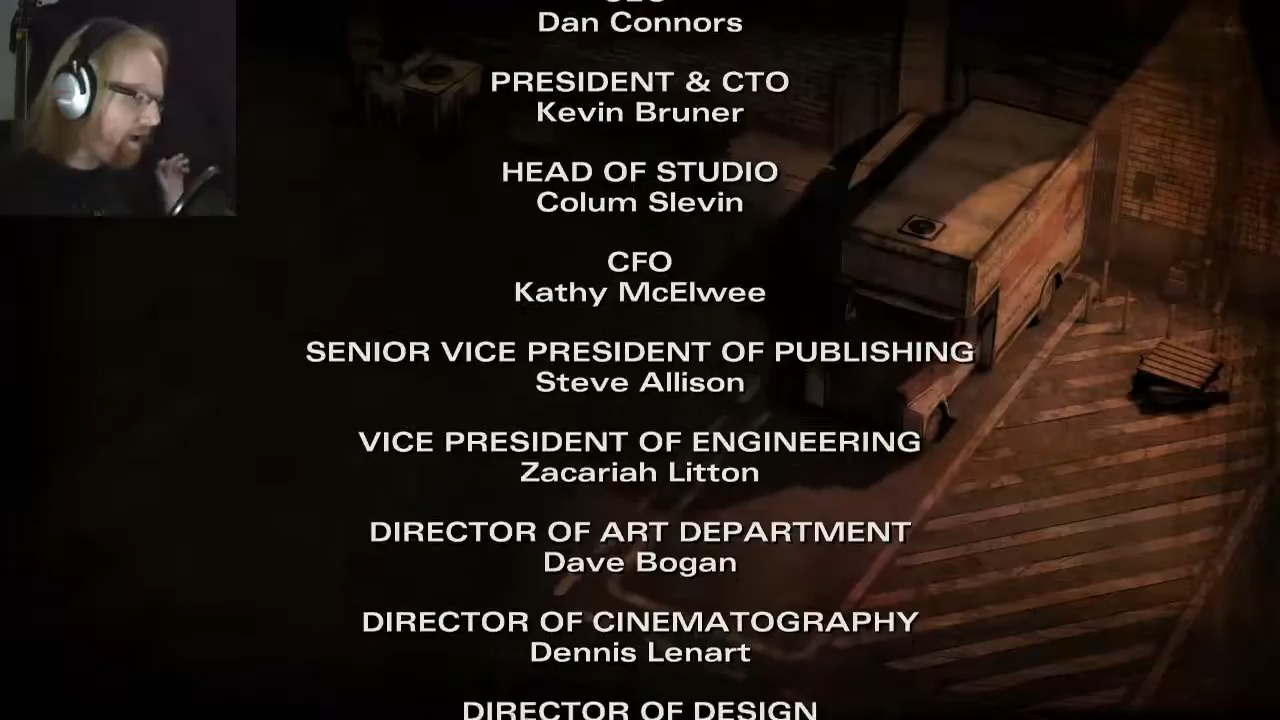 Dan Connors
PRESIDENT & CTO
Kevin Bruner
HEAD OF STUDIO
Colum Slevin
CFO
Kathy McElwee
SENIOR VICE PRESIDENT OF PUBLISHING
Steve Allison
VICE PRESIDENT OF ENGINEERING
Zacariah Litton
DIRECTOR OF ART DEPARTMENT
Dave Bogan
DIRECTOR OF CINEMATOGRAPHY
Dennis Lenart
DIRECTOR OF DESIGN